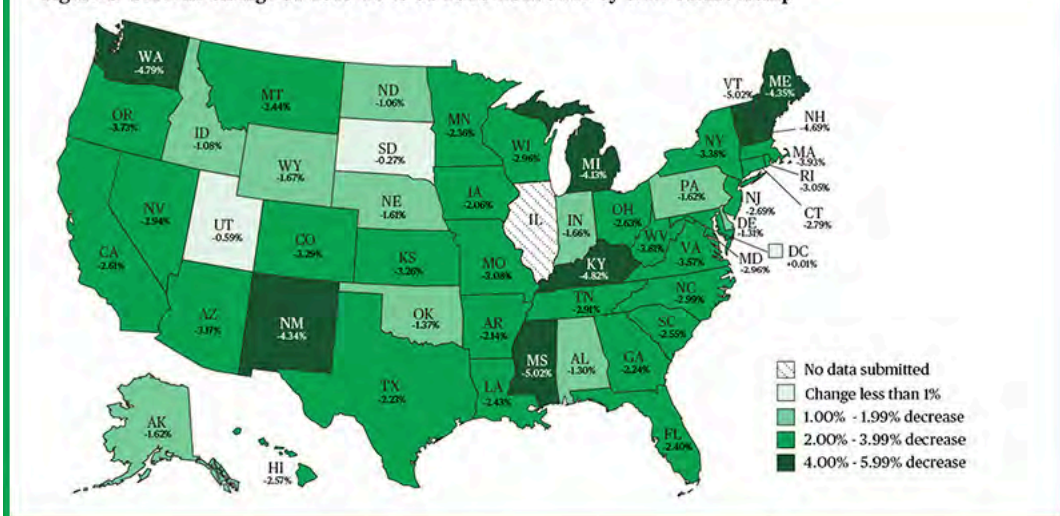 WA
-4.79%
OR
-3.73%
ID
-1.08%
MT
-2.44%
ND
-1.06%
SD
-0.27%
WY
-1.67%
NE
-1.61%
NV
-2.94%
UT
-0.59%
CO
-3.29%
KS
-3.26%
CA
-2.61%
AZ
-3.17%
NM
-4.34%
OK
-1.37%
TX
-2.27%
MN
-2.36%
IA
-2.06%
MO
-3.08%
AR
-2.14%
LA
-2.43%
WI
-2.96%
IL
MI
-4.13%
IN
-1.66%
OH
-2.63%
KY
-4.82%
TN
-2.91%
MS
-5.02%
AL
-1.30%
GA
-2.24%
FL
-2.40%
SC
-2.55%
NC
-2.99%
VA
-3.57%
WV
-3.61%
PA
-1.62%
NY
-3.38%
VT
-5.02%
ME
-4.35%
NH
-4.69%
MA
-3.93%
RI
-3.05%
CT
-2.79%
NJ
-2.69%
DE
-1.31%
DC
+0.01%
MD
-2.96%
AK
-1.62%
HI
-2.57%
No data submitted
Change less than 1%
1.00% - 1.99% decrease
2.00% - 3.99% decrease
4.00% - 5.99% decrease